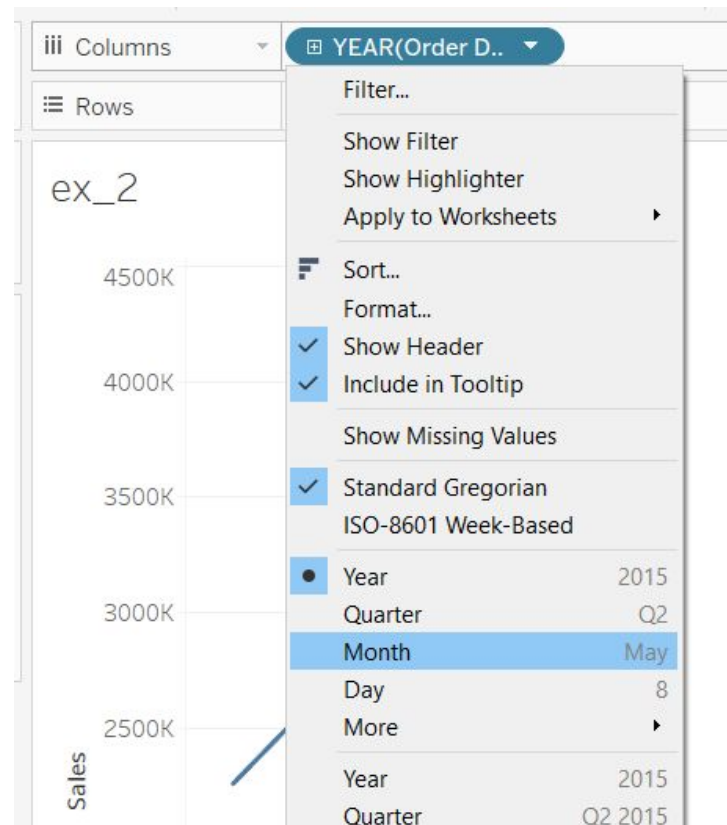 Columns
YEAR(Order D..
Rows
Filter...
Show Filter
Show Highlighter
Apply to Worksheets
ex_2
Sort...
4500K
Format...
Show Header
4000K
Include in Tooltip
Show Missing Values
Standard Gregorian
3500K
ISO-8601 Week-Based
Year 2015
3000K
Quarter Q2
Month May
Day 8
2500K
More
Sales
Year 2015
Quarter Q2 2015